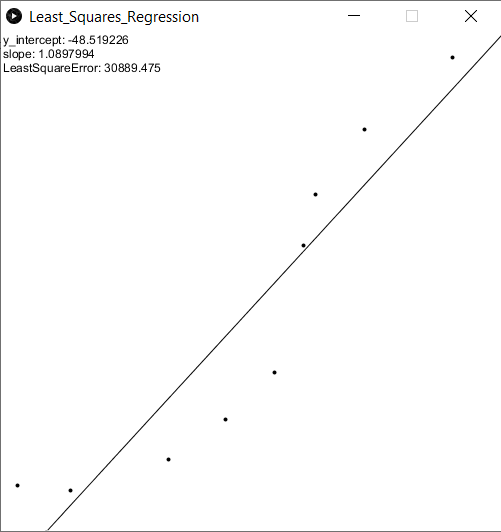 Least_Squares_Regression
y_intercept: -48.519226
slope: 1.0897994
LeastSquareError: 30889.475